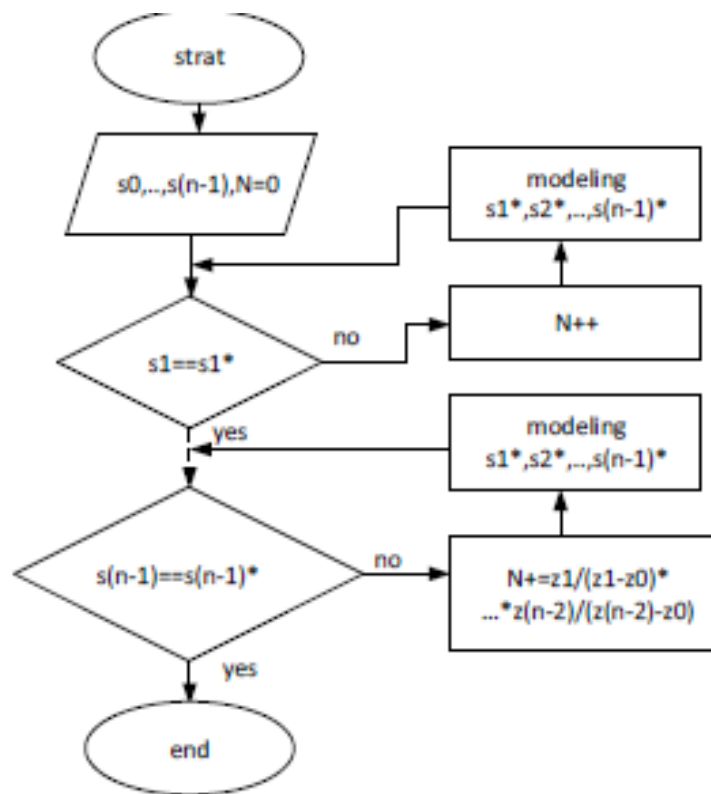 strat
s0,..,s(n-1),N=0
modeling
s1*,s2*,..,s(n-1)*
N++
no
s1==s1*
yes
modeling
s1*,s2*,..,s(n-1)*
s(n-1)==s(n-1)*
no
N+=z1/(z1-z0)*
...*z(n-2)/(z(n-2)-z0)
yes
end